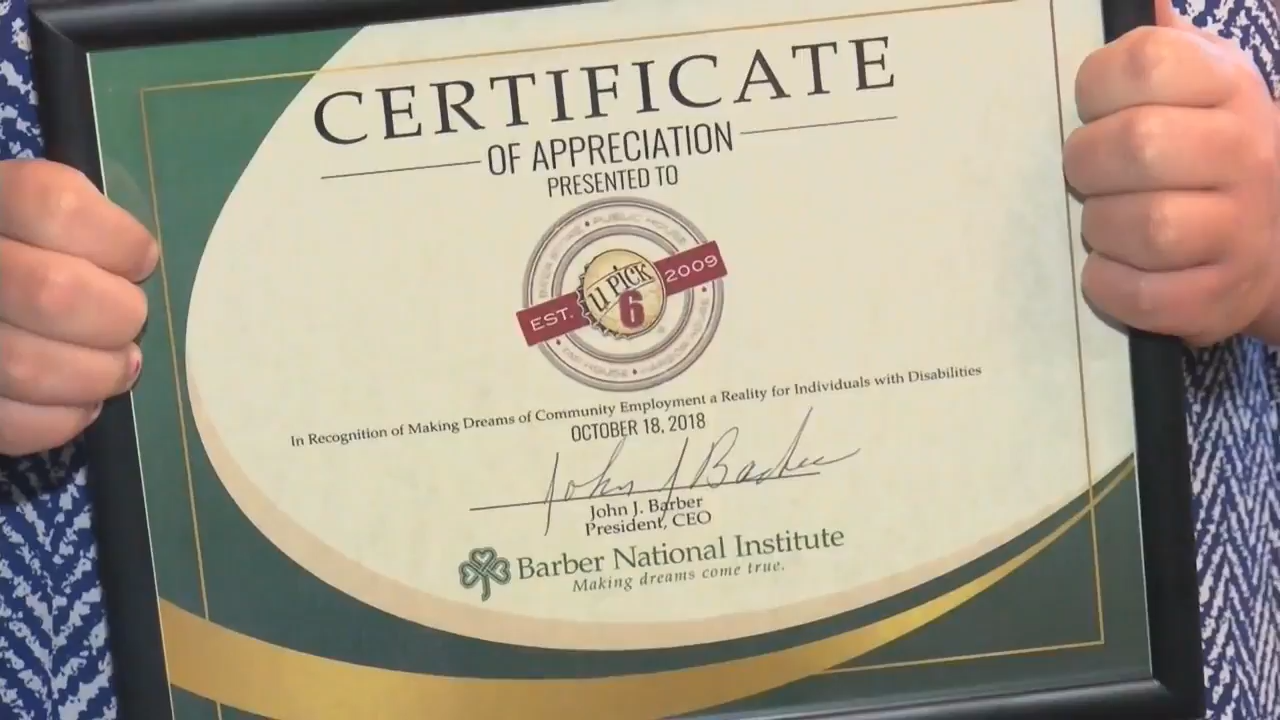 CERTIFICATE
OF APPRECIATION
PRESENTED TO
PUBLIC HOUSE
EST.
U PICK
6
2009
In Recognition of Making Dreams of Community Employment a Reality for Individuals with Disabilities
OCTOBER 18, 2018
John J Barber
John J. Barber
President, CEO
Barber National Institute
Making dreams come true.